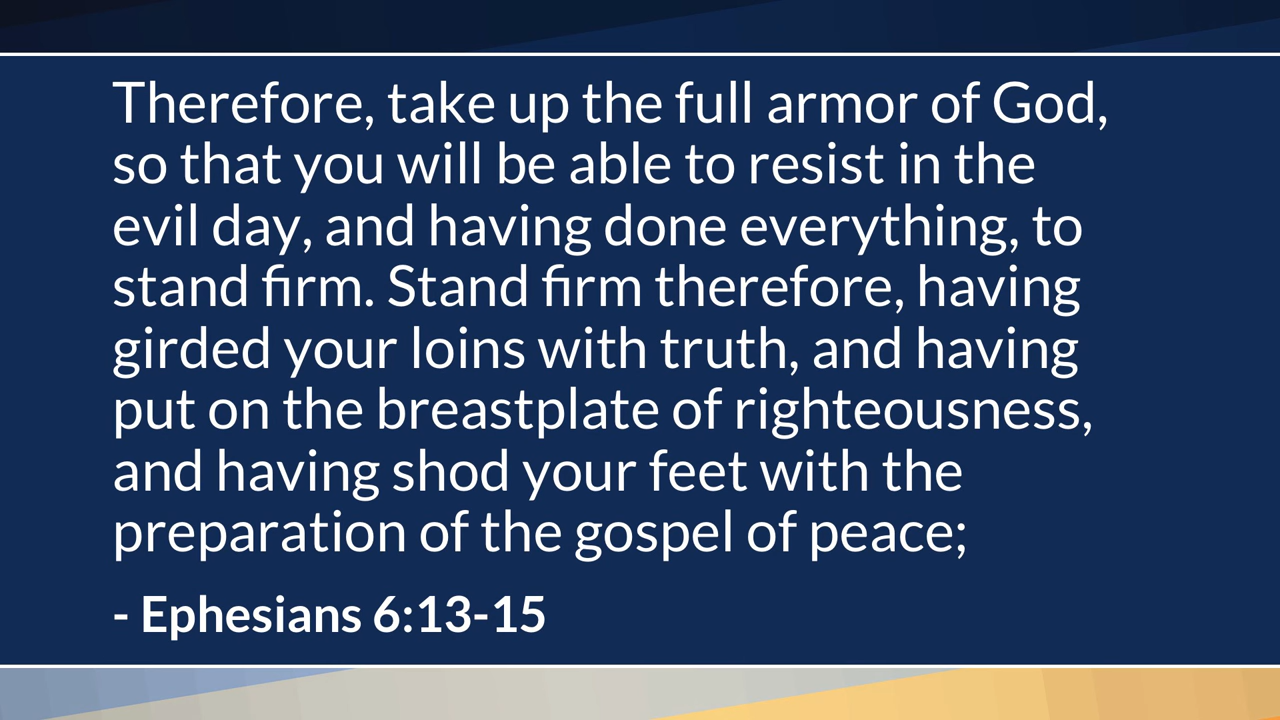 Therefore, take up the full armor of God,
so that you will be able to resist in the
evil day, and having done everything, to
stand firm. Stand firm therefore, having
girded your loins with truth, and having
put on the breastplate of righteousness,
and having shod your feet with the
preparation of the gospel of peace;
- Ephesians 6:13-15